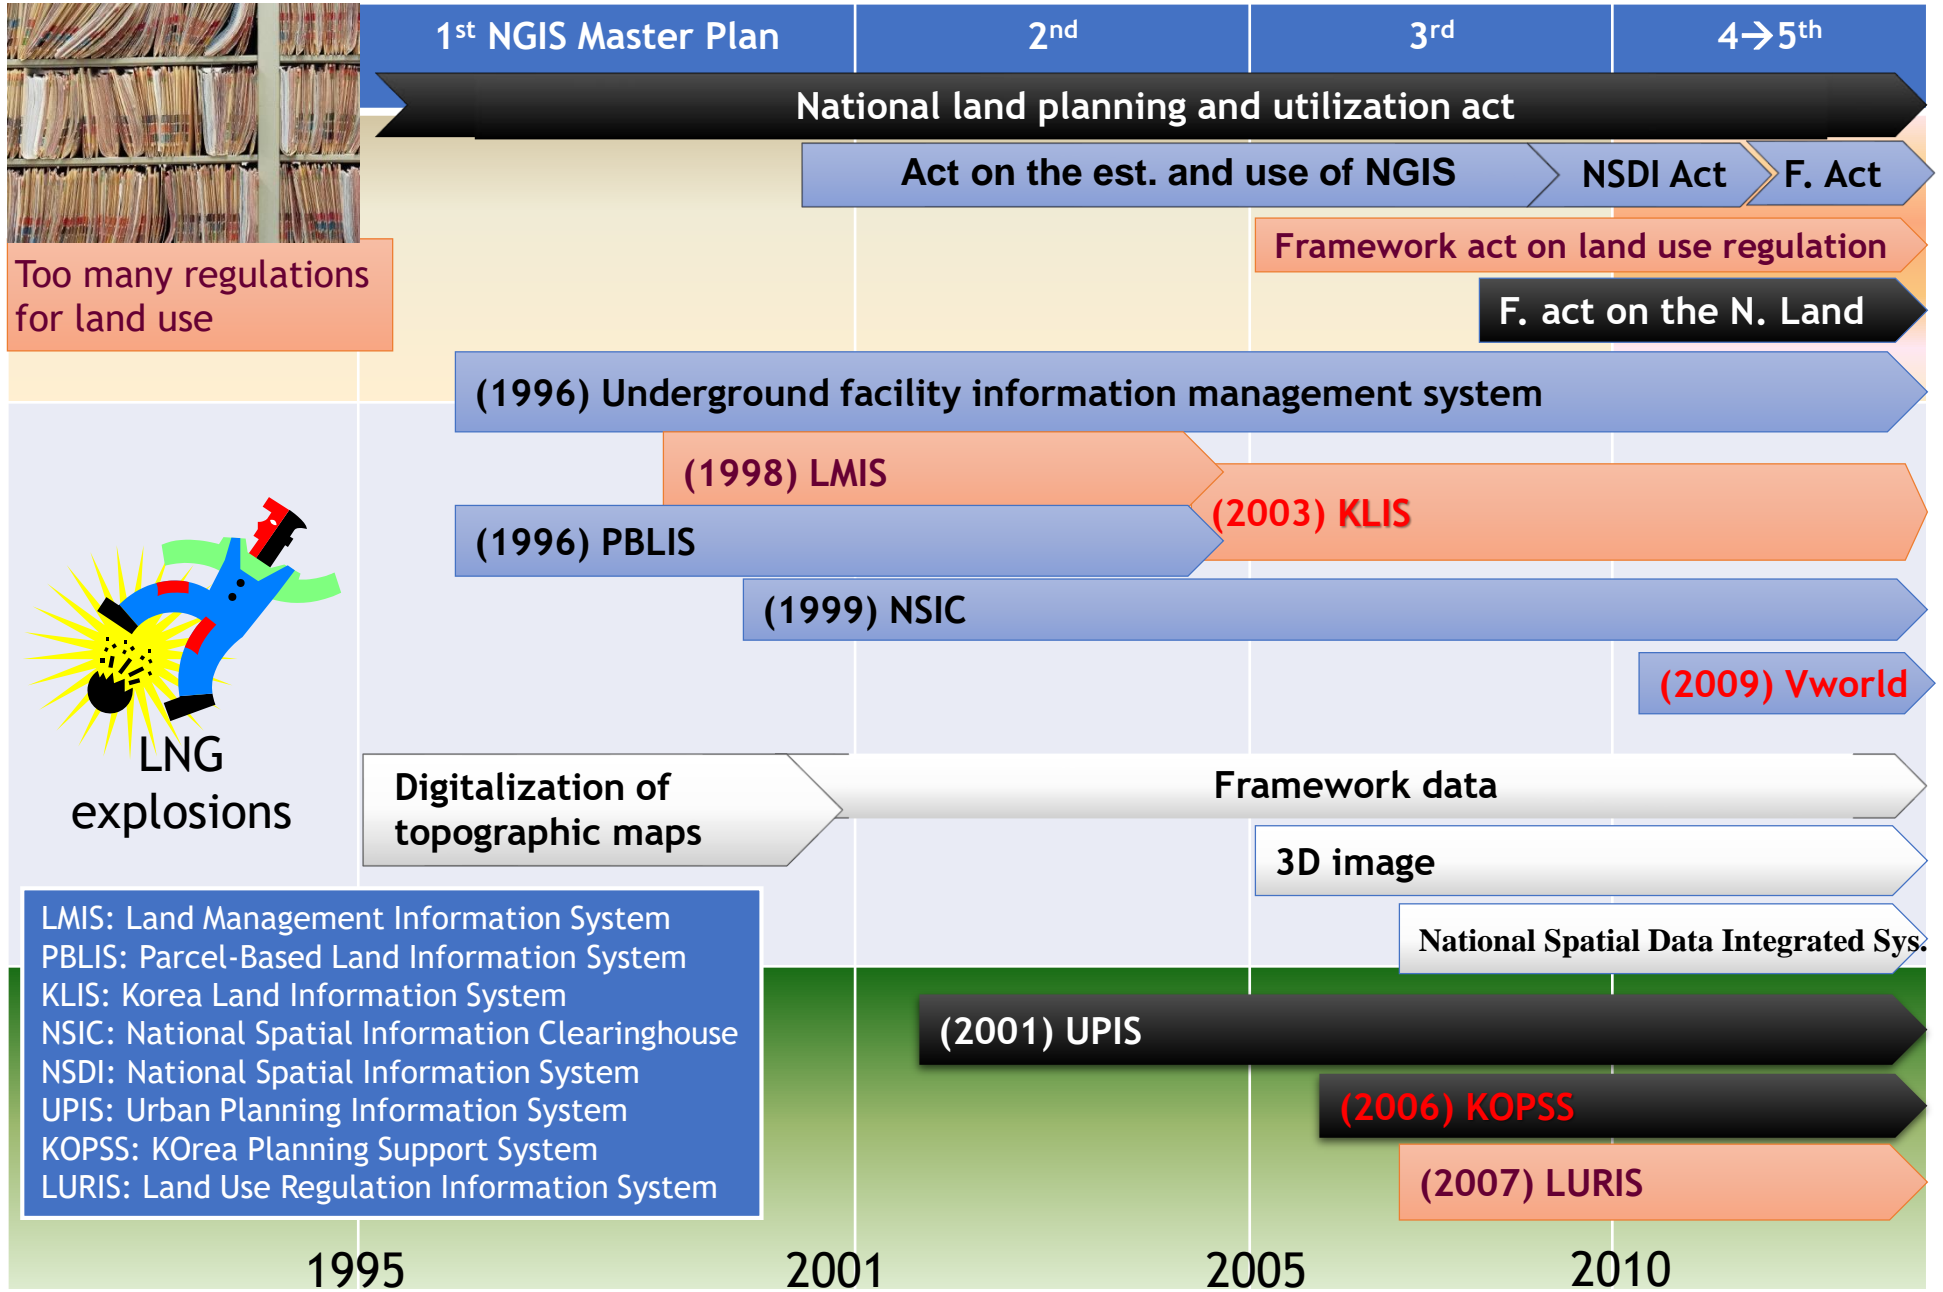 1st NGIS Master Plan
2nd
3rd
4→5th
National land planning and utilization act
Act on the est. and use of NGIS
NSDI Act
F. Act
Framework act on land use regulation
Too many regulations
for land use
F. act on the N. Land
(1996) Underground facility information management system
(1998) LMIS
(2003) KLIS
(1996) PBLIS
(1999) NSIC
(2009) Vworld
LNG
explosions
Digitalization of
topographic maps
Framework data
3D image
National Spatial Data Integrated Sys.
LMIS: Land Management Information System
PBLIS: Parcel-Based Land Information System
KLIS: Korea Land Information System
NSIC: National Spatial Information Clearinghouse
NSDI: National Spatial Information System
UPIS: Urban Planning Information System
KOPSS: KOrea Planning Support System
LURIS: Land Use Regulation Information System
(2001) UPIS
(2006) KOPSS
(2007) LURIS
1995
2001
2005
2010